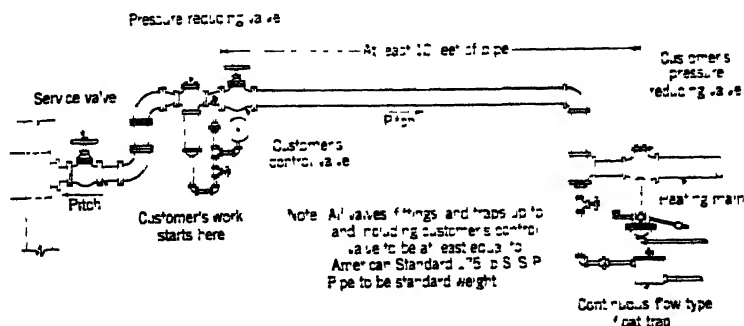 Pressure reducing valve
At least 10 feet of pipe
Customer's
pressure
reducing valve
Service valve
Pitch
Customer's
control valve
Pitch
Heating main
Customer's work
starts here
Note: All valves, fittings, and traps up to
and including customer's control
valve to be at least equal to
American Standard S.S.P.
Pipe to be standard weight
Continuous flow type
float trap